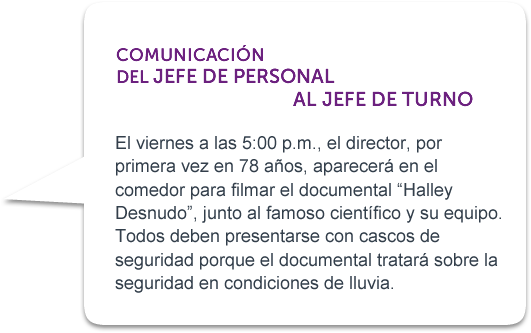 COMUNICACIÓN
DEL JEFE DE PERSONAL
AL JEFE DE TURNO
El viernes a las 5:00 p.m., el director, por
primera vez en 78 años, aparecerá en el
comedor para filmar el documental “Halley
Desnudo”, junto al famoso científico y su equipo.
Todos deben presentarse con cascos de
seguridad porque el documental tratará sobre la
seguridad en condiciones de lluvia.